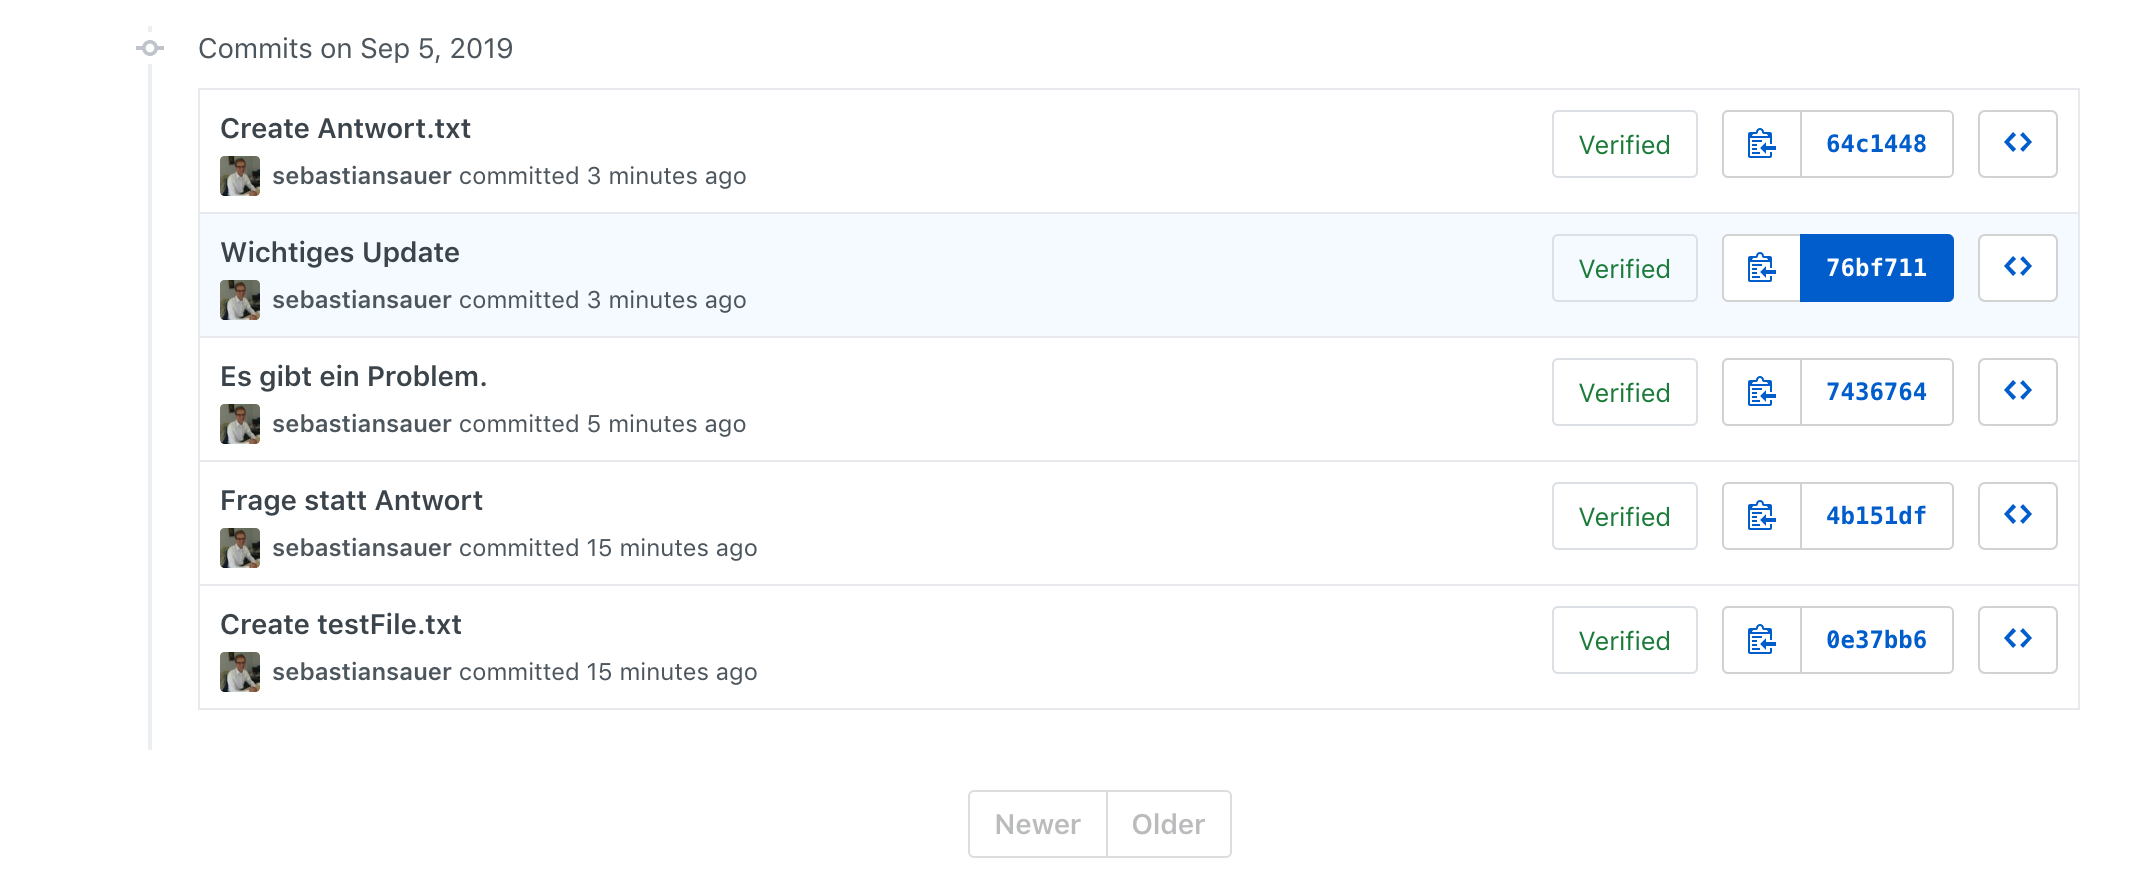 Commits on Sep 5, 2019
Create Antwort.txt
sebastiansauer committed 3 minutes ago
Verified
64c1448
Wichtiges Update
sebastiansauer committed 3 minutes ago
Verified
76bf711
Es gibt ein Problem.
sebastiansauer committed 5 minutes ago
Verified
7436764
Frage statt Antwort
sebastiansauer committed 15 minutes ago
Verified
4b151df
Create testFile.txt
sebastiansauer committed 15 minutes ago
Verified
0e37bb6
Newer
Older